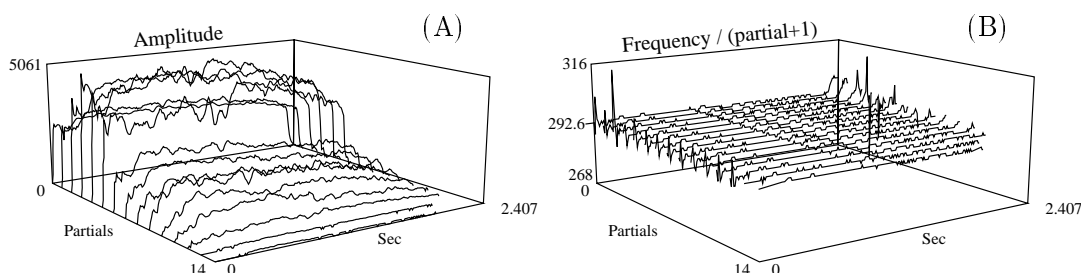 Amplitude
(A)
5061
0
Partials
14
0
Sec
2.407
Frequency / (partial+1)
(B)
316
292.6
268
0
Partials
14
0
Sec
2.407